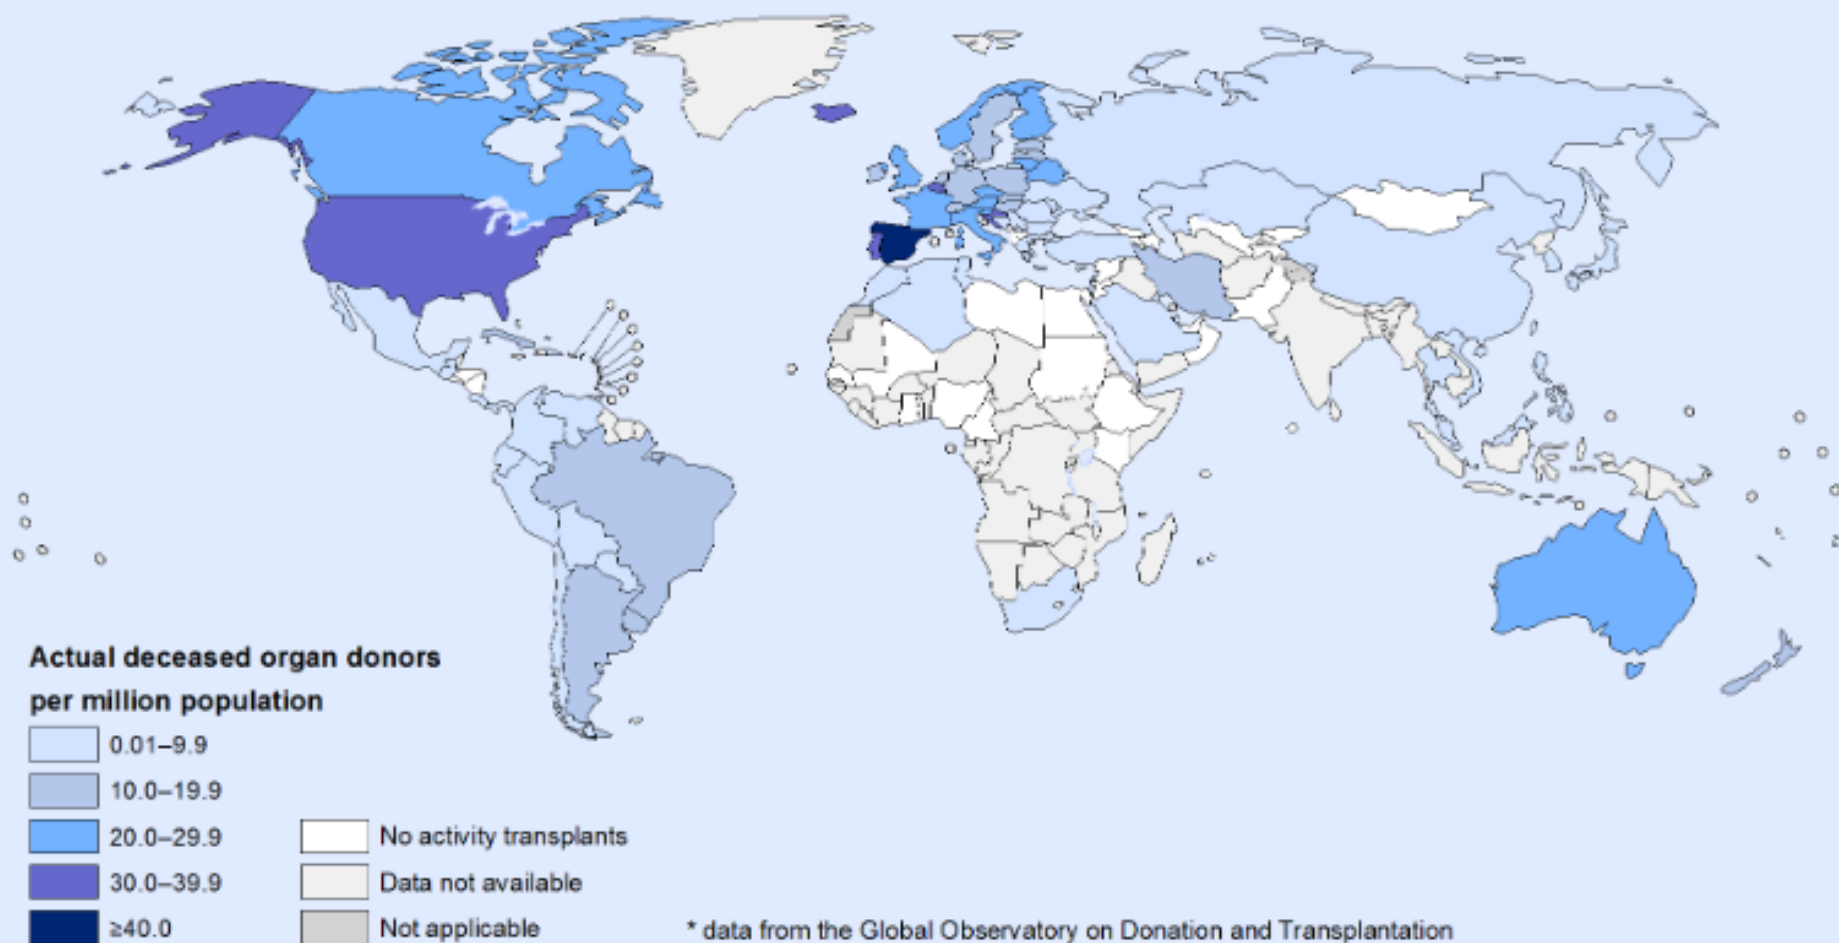 Actual deceased organ donors
per million population
0.01–9.9
10.0–19.9
20.0–29.9
30.0–39.9
≥40.0
No activity transplants
Data not available
Not applicable
* data from the Global Observatory on Donation and Transplantation